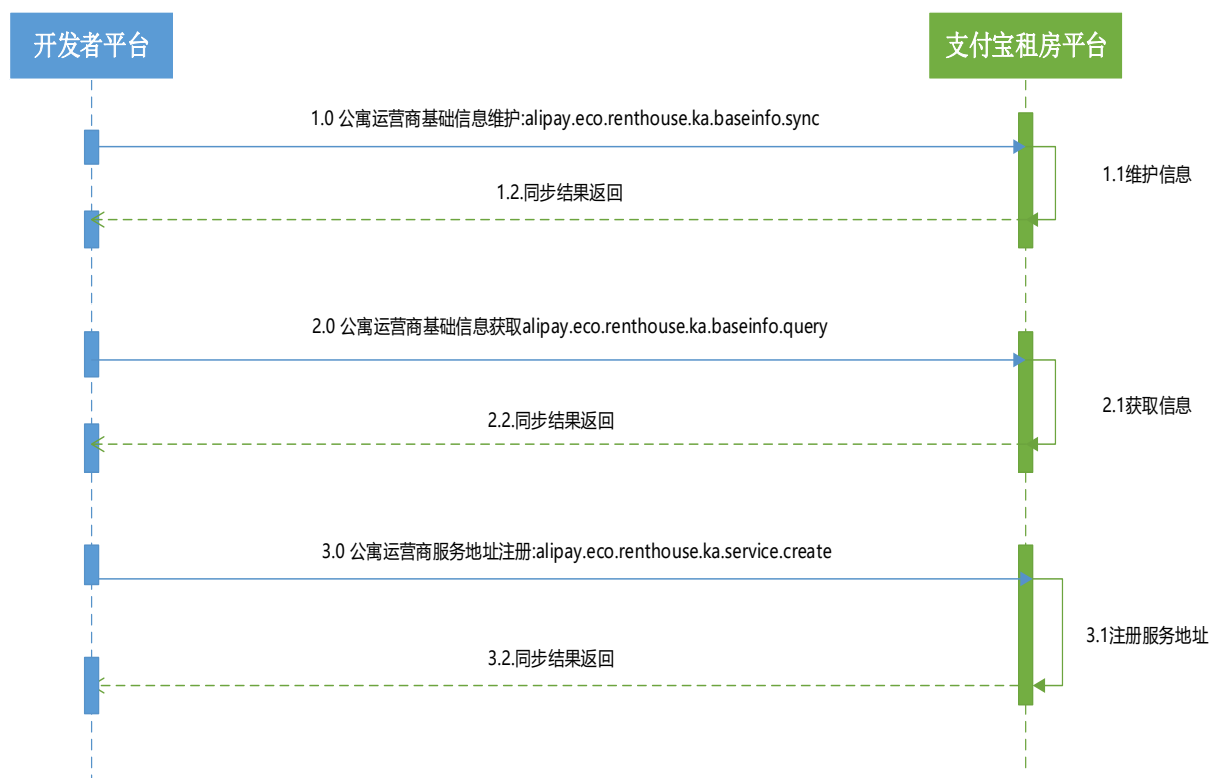 开发者平台
支付宝租房平台
1.0 公寓运营商基础信息维护:alipay.eco.renthouse.ka.baseinfo.sync
1.1维护信息
1.2.同步结果返回
2.0 公寓运营商基础信息获取alipay.eco.renthouse.ka.baseinfo.query
2.1获取信息
2.2.同步结果返回
3.0 公寓运营商服务地址注册:alipay.eco.renthouse.ka.service.create
3.1注册服务地址
3.2.同步结果返回